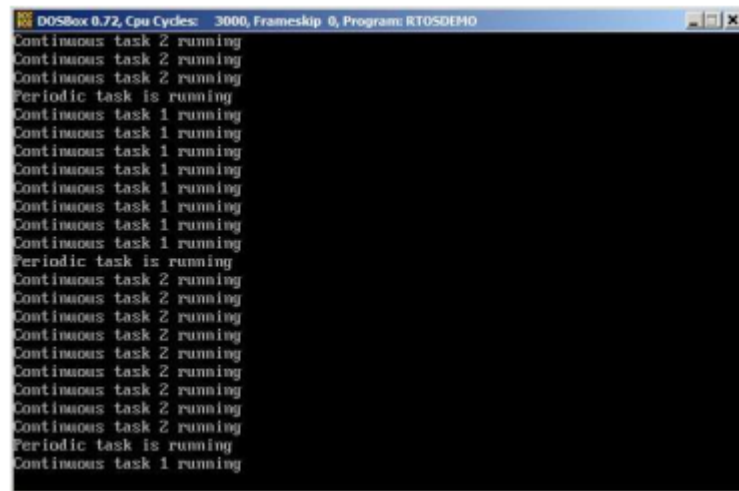 DOSBox 0.72, Cpu Cycles: 3000, Frameskip 0, Program: RTOSDEMO
Continuous task 2 running
Continuous task 2 running
Continuous task 2 running
Periodic task is running
Continuous task 1 running
Continuous task 1 running
Continuous task 1 running
Continuous task 1 running
Continuous task 1 running
Continuous task 1 running
Continuous task 1 running
Continuous task 1 running
Periodic task is running
Continuous task 2 running
Continuous task 2 running
Continuous task 2 running
Continuous task 2 running
Continuous task 2 running
Continuous task 2 running
Continuous task 2 running
Continuous task 2 running
Continuous task 2 running
Periodic task is running
Continuous task 1 running